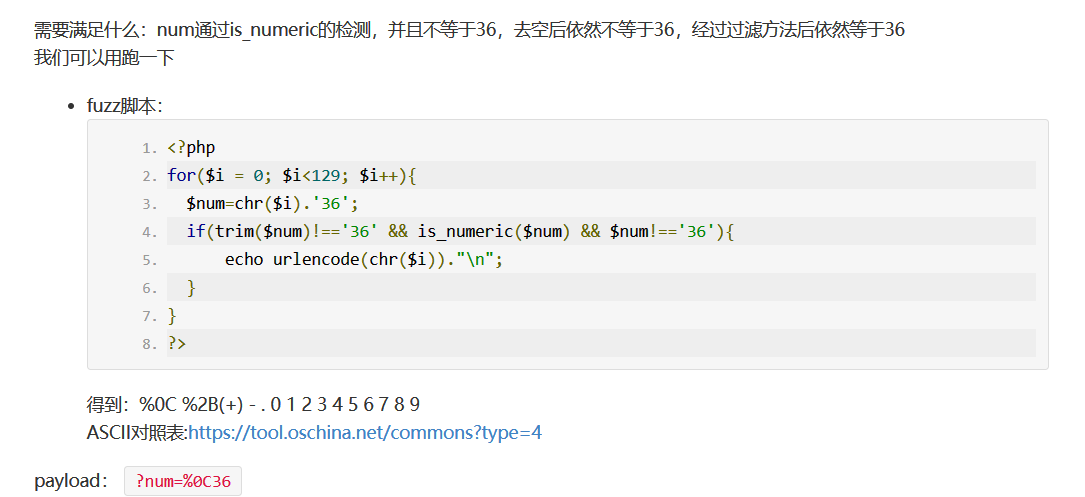 需要满足什么：num通过is_numeric的检测，并且不等于36，去空后依然不等于36，经过过滤方法后依然等于36
我们可以用跑一下
• fuzz脚本：
1. <?php
2. for($i = 0; $i<129; $i++){
3.   $num=chr($i).'36';
4.   if(trim($num)!=='36' && is_numeric($num) && $num!=='36'){
5.       echo urlencode(chr($i))."\n";
6.   }
7. }
8. ?>
得到：%0C %2B(+) - . 0 1 2 3 4 5 6 7 8 9
ASCII对照表:https://tool.oschina.net/commons?type=4
payload： ?num=%0C36